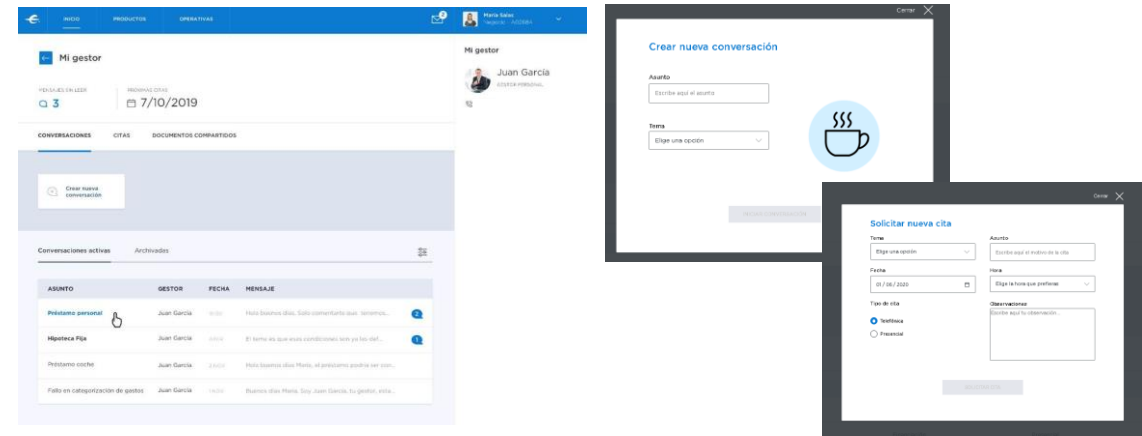 INICIO PRODUCTOS OPERATIVAS
2
María Salas
Mi gestor
MENSAJES SIN LEER
3
PRÓXIMAS CITAS
7/10/2019
CONVERSACIONES CITAS DOCUMENTOS COMPARTIDOS
Crear nueva
conversación
Conversaciones activas Archivadas
ASUNTO GESTOR FECHA MENSAJE
Préstamo personal Juan García Hola buenos días. Solo comentarte que tenemos... 2
Hipoteca Fija Juan García El tema es que esas condiciones son ya las def... 1
Préstamo coche Juan García Hola buenos días María, el préstamo podría ser con...
Fallo en categorización de gastos Juan García Buenos días María, Soy Juan García, tu gestor, esta...
Mi gestor
Juan García
GESTOR PERSONAL
Cerrar
Crear nueva conversación
Asunto
Escribe aquí el asunto
Tema
Elige una opción
Cerrar
Solicitar nueva cita
Tema
Elige una opción
Asunto
Escribe aquí el motivo de la cita
Fecha
Hora
Elige la hora que prefieras
Tipo de cita
Telefónica
Presencial
Observaciones
Escribe aquí tu observación...